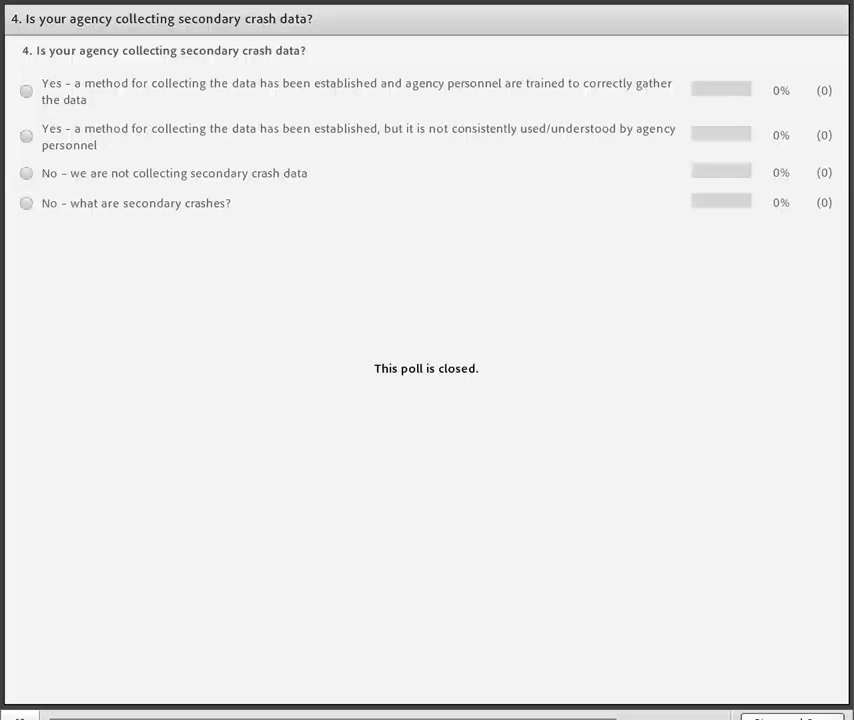 4. Is your agency collecting secondary crash data?
4. Is your agency collecting secondary crash data?
Yes – a method for collecting the data has been established and agency personnel are trained to correctly gather
the data
0% (0)
Yes – a method for collecting the data has been established, but it is not consistently used/understood by agency
personnel
0% (0)
No – we are not collecting secondary crash data 0% (0)
No – what are secondary crashes? 0% (0)
This poll is closed.